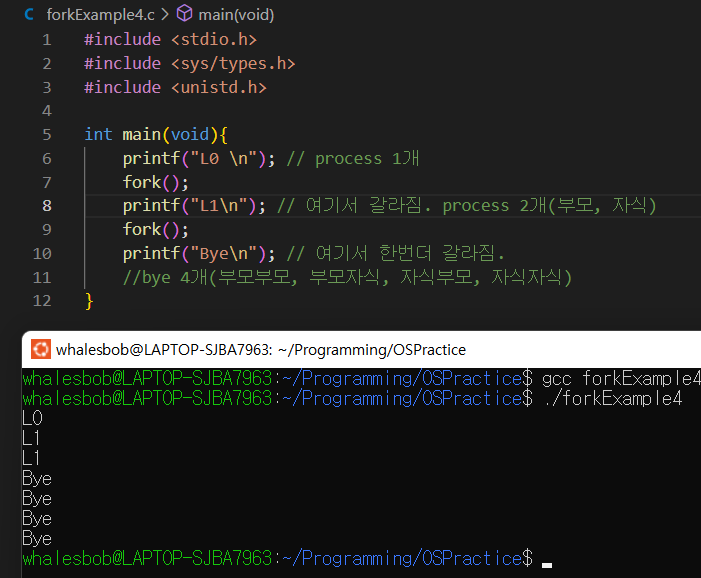 C forkExample4.c > main(void)
1 #include <stdio.h>
2 #include <sys/types.h>
3 #include <unistd.h>
4
5 int main(void){
6 printf("L0 \n"); // process 1개
7 fork();
8 printf("L1\n"); // 여기서 갈라짐. process 2개(부모, 자식)
9 fork();
10 printf("Bye\n"); // 여기서 한번더 갈라짐.
11 //bye 4개(부모부모, 부모자식, 자식부모, 자식자식)
12 }
whalesbob@LAPTOP-SJBA7963: ~/Programming/OSPractice
whalesbob@LAPTOP-SJBA7963:~/Programming/OSPractice$ gcc forkExample4
whalesbob@LAPTOP-SJBA7963:~/Programming/OSPractice$ ./forkExample4
L0
L1
L1
Bye
Bye
Bye
Bye
whalesbob@LAPTOP-SJBA7963:~/Programming/OSPractice$